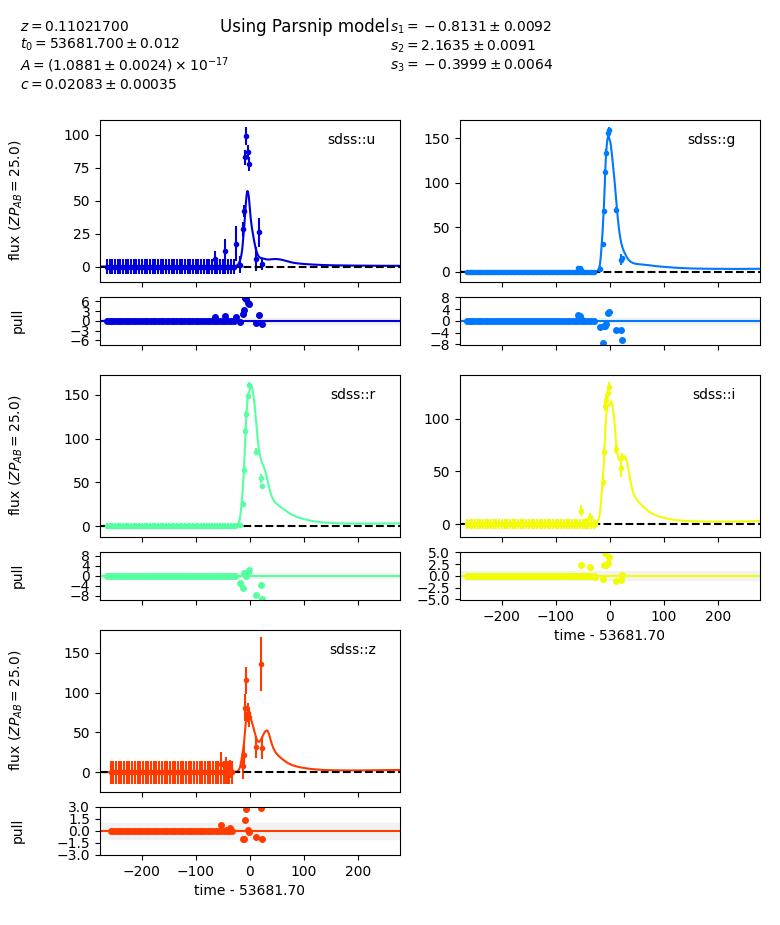 Using Parsnip model
z = 0.11021700
t0 = 53681.700 ± 0.012
A = (1.0881 ± 0.0024) × 10^−17
c = 0.02083 ± 0.00035
s1 = −0.8131 ± 0.0092
s2 = 2.1635 ± 0.0091
s3 = −0.3999 ± 0.0064
flux (ZPAB = 25.0)
100
75
50
25
0
sdss::u
150
100
50
0
sdss::g
pull
6
3
0
−3
−6
8
4
0
−4
−8
flux (ZPAB = 25.0)
150
100
50
0
sdss::r
100
50
0
sdss::i
pull
8
4
0
−4
−8
5.0
2.5
0.0
−2.5
−5.0
−200
−100
0
100
200
time - 53681.70
flux (ZPAB = 25.0)
150
100
50
0
sdss::z
pull
3.0
1.5
0.0
−1.5
−3.0
−200
−100
0
100
200
time - 53681.70